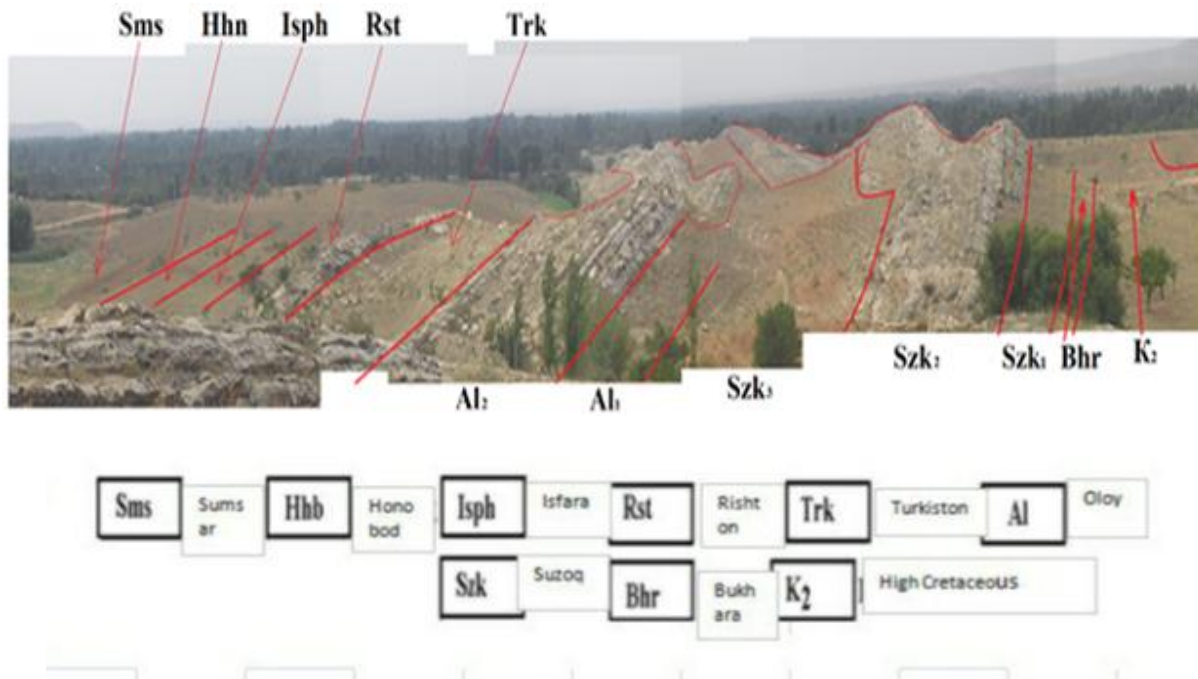 Sms Hhn Isph Rst Trk
Al₂ Al₁ Szk₃ Szk₂ Szk₁ Bhr K₂
Sms Sums Hhb Hono Isph Isfara Rst Risht Trk Turkiston Al Oloy
ar bod on
Szk Suzoq Bhr Bukh K₂ High Cretaceous
ara